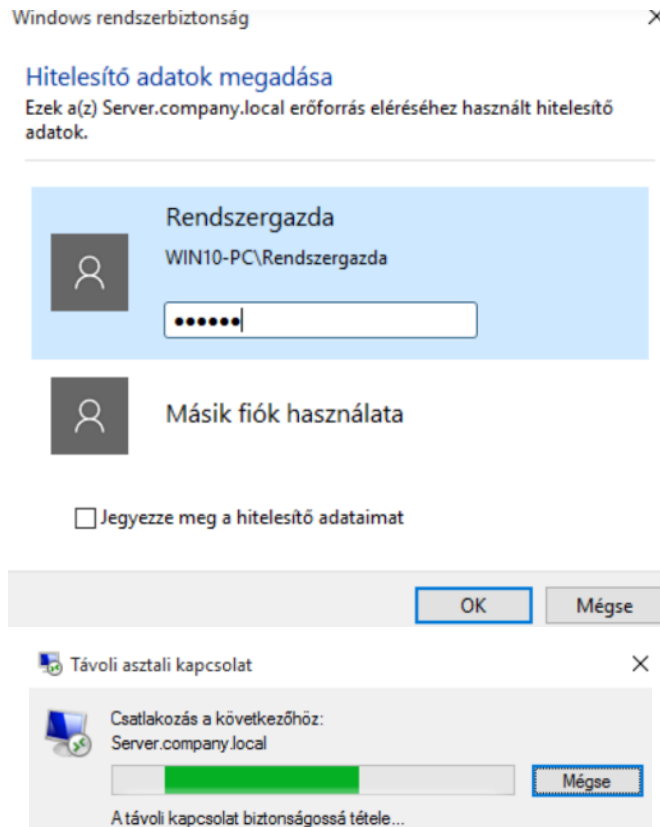 Windows rendszerbiztonság
Hitelesítő adatok megadása
Ezek a(z) Server.company.local erőforrás eléréséhez használt hitelesítő
adatok.
Rendszergazda
WIN10-PC\Rendszergazda
Másik fiók használata
Jegyezze meg a hitelesítő adataimat
OK
Mégse
Távoli asztali kapcsolat
Csatlakozás a következőhöz:
Server.company.local
Mégse
A távoli kapcsolat biztonságossá tétele...